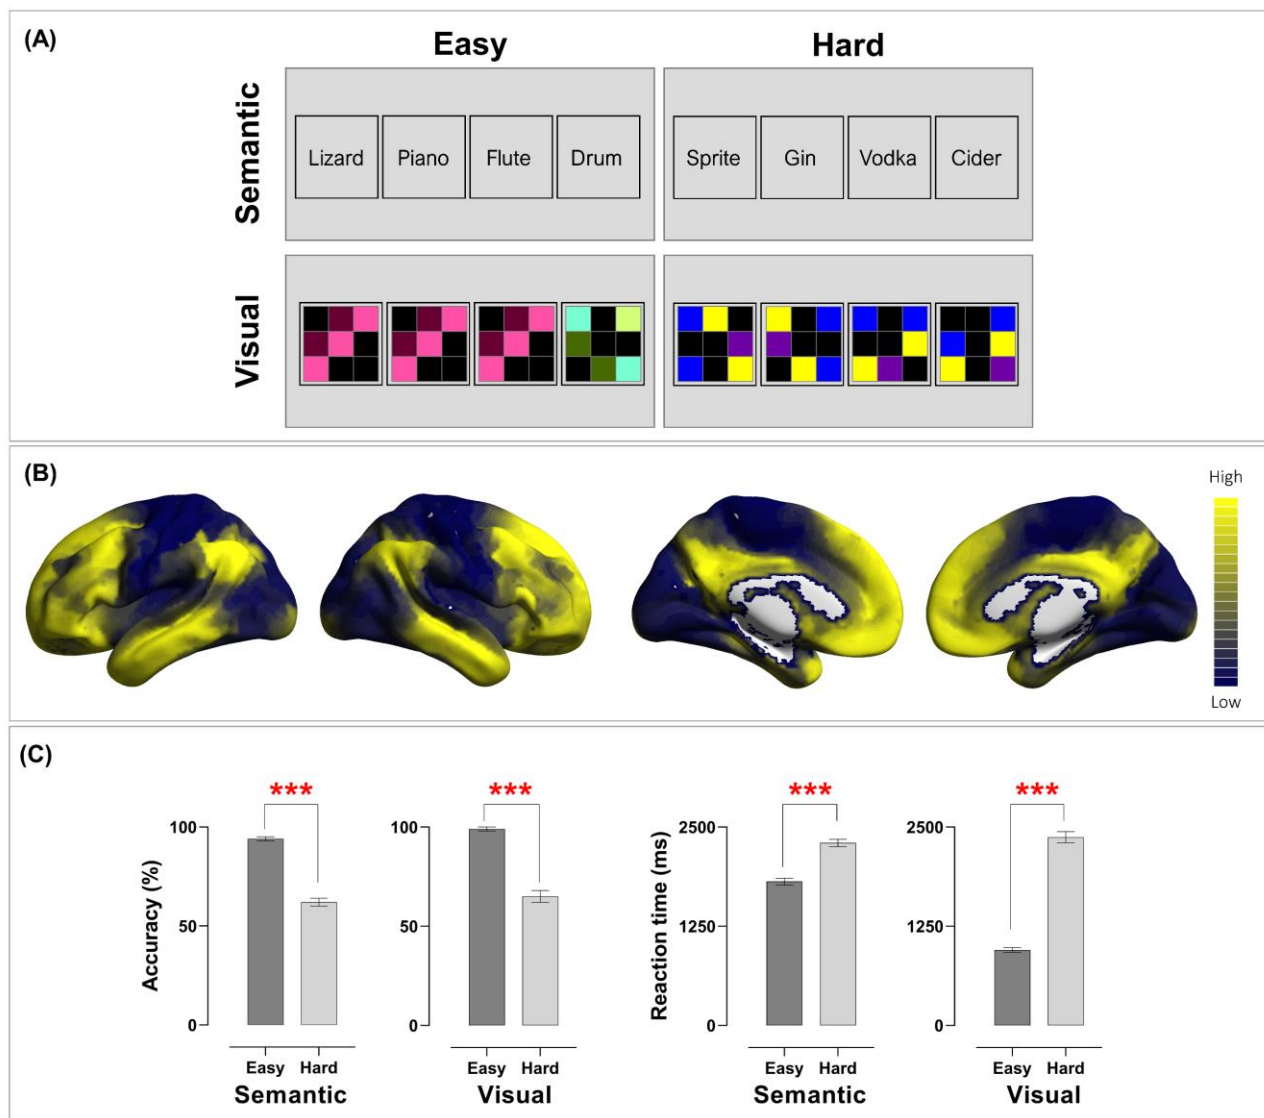 (A)
Easy Hard
Semantic
Lizard Piano Flute Drum Sprite Gin Vodka Cider
Visual
(B)
High
Low
(C)
*** *** *** ***
Accuracy (%)
100
50
0
Easy Hard
Semantic
100
50
0
Easy Hard
Visual
Reaction time (ms)
2500
1250
0
Easy Hard
Semantic
2500
1250
0
Easy Hard
Visual